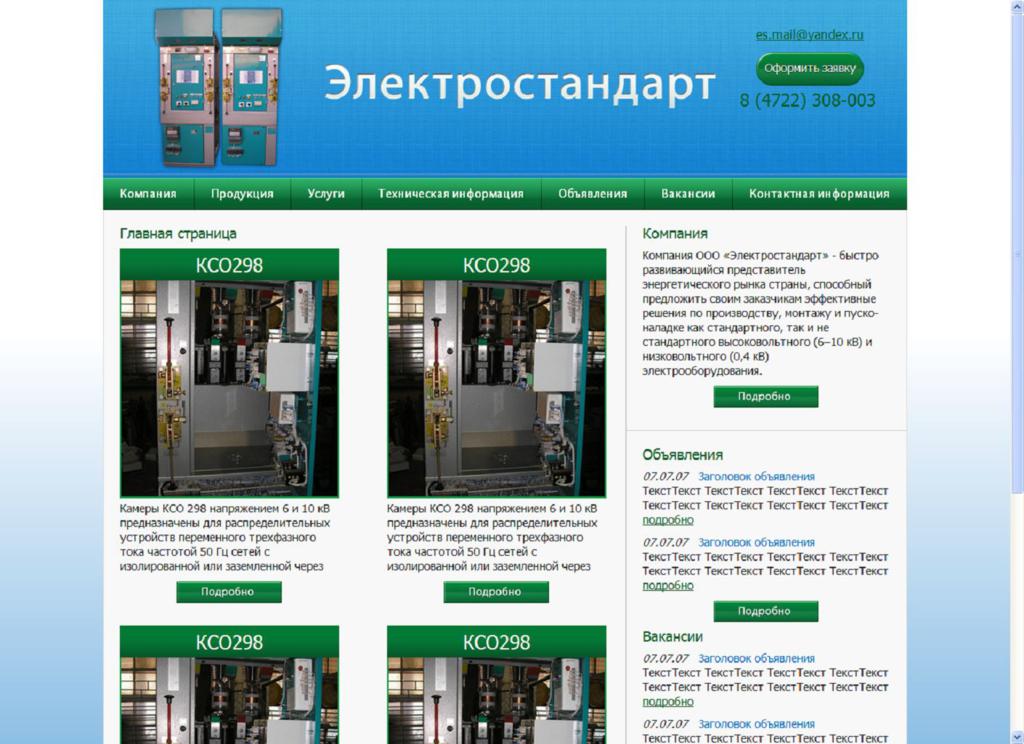 es.mail@yandex.ru
Электростандарт
Оформить заявку
8 (4722) 308-003
Компания Продукция Услуги Техническая информация Объявления Вакансии Контактная информация
Главная страница
КСО298
Камеры КСО 298 напряжением 6 и 10 кВ
предназначены для распределительных
устройств переменного трехфазного
тока частотой 50 Гц сетей с
изолированной или заземленной через
Подробно
КСО298
Камеры КСО 298 напряжением 6 и 10 кВ
предназначены для распределительных
устройств переменного трехфазного
тока частотой 50 Гц сетей с
изолированной или заземленной через
Подробно
КСО298
КСО298
Компания
Компания ООО «Электростандарт» - быстро
развивающийся представитель
энергетического рынка страны, способный
предложить своим заказчикам эффективные
решения по производству, монтажу и пуско-
наладке как стандартного, так и не
стандартного высоковольтного (6–10 кВ) и
низковольтного (0,4 кВ)
электрооборудования.
Подробно
Объявления
07.07.07 Заголовок объявления
ТекстТекст ТекстТекст ТекстТекст ТекстТекст
ТекстТекст ТекстТекст ТекстТекст ТекстТекст
подробно
07.07.07 Заголовок объявления
ТекстТекст ТекстТекст ТекстТекст ТекстТекст
ТекстТекст ТекстТекст ТекстТекст ТекстТекст
подробно
Подробно
Вакансии
07.07.07 Заголовок объявления
ТекстТекст ТекстТекст ТекстТекст ТекстТекст
ТекстТекст ТекстТекст ТекстТекст ТекстТекст
подробно
07.07.07 Заголовок объявления
ТекстТекст ТекстТекст ТекстТекст ТекстТекст